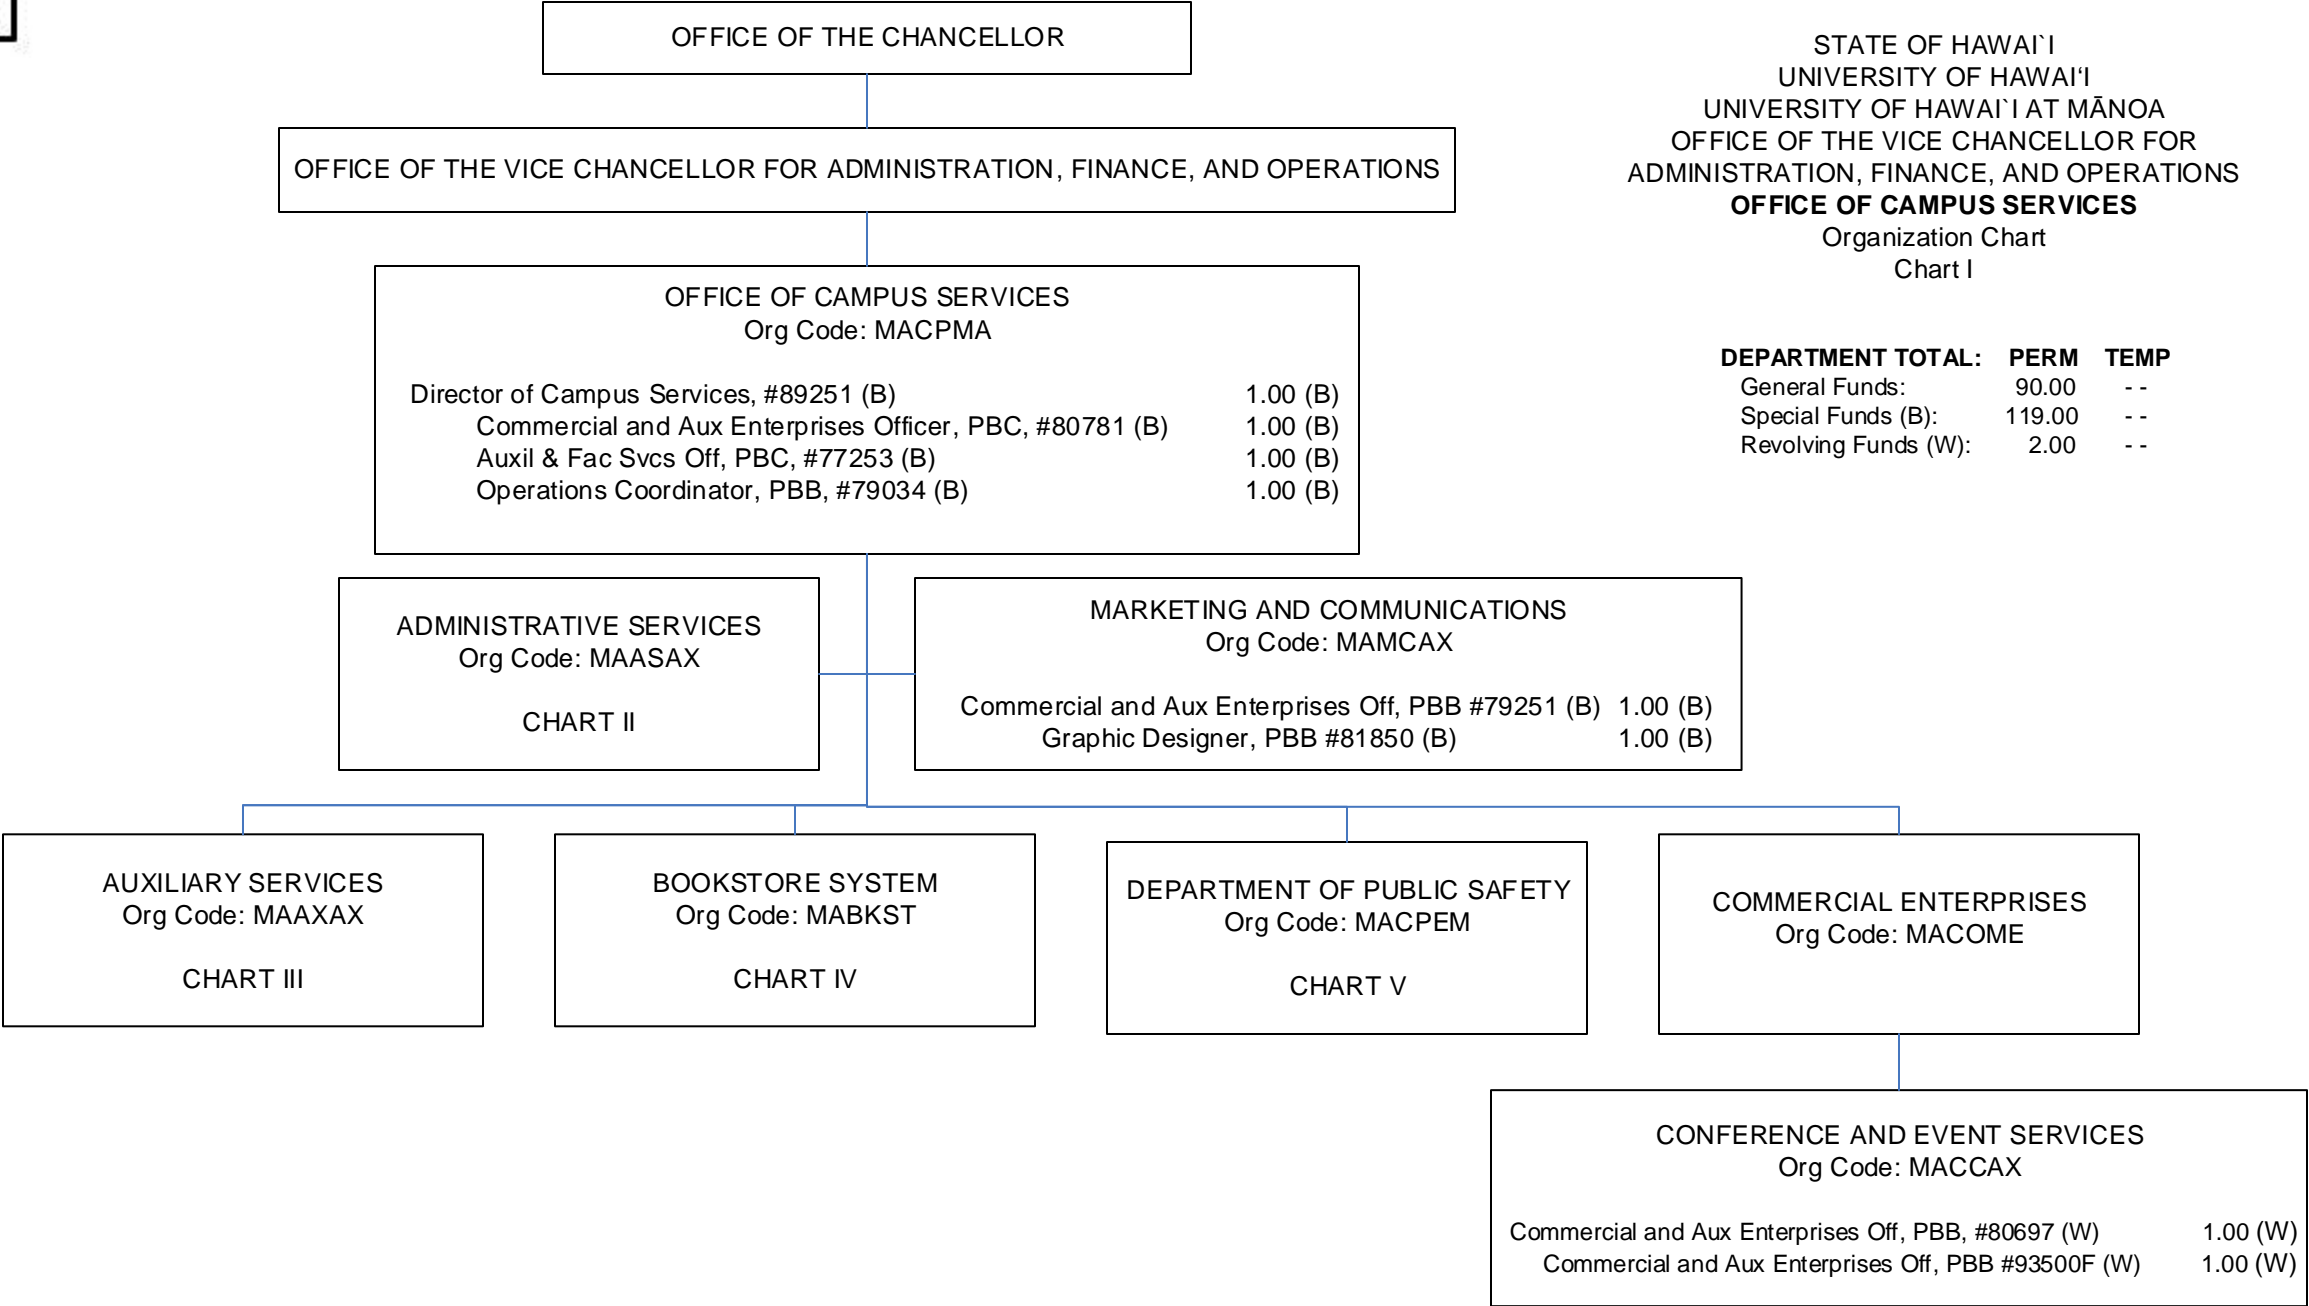 OFFICE OF THE CHANCELLOR
OFFICE OF THE VICE CHANCELLOR FOR ADMINISTRATION, FINANCE, AND OPERATIONS
STATE OF HAWAI`I
UNIVERSITY OF HAWAI‘I
UNIVERSITY OF HAWAI`I AT MĀNOA
OFFICE OF THE VICE CHANCELLOR FOR
ADMINISTRATION, FINANCE, AND OPERATIONS
OFFICE OF CAMPUS SERVICES
Organization Chart
Chart I
DEPARTMENT TOTAL: PERM TEMP
General Funds: 90.00 - -
Special Funds (B): 119.00 - -
Revolving Funds (W): 2.00 - -
OFFICE OF CAMPUS SERVICES
Org Code: MACPMA
Director of Campus Services, #89251 (B) 1.00 (B)
Commercial and Aux Enterprises Officer, PBC, #80781 (B) 1.00 (B)
Auxil & Fac Svcs Off, PBC, #77253 (B) 1.00 (B)
Operations Coordinator, PBB, #79034 (B) 1.00 (B)
ADMINISTRATIVE SERVICES
Org Code: MAASAX
CHART II
MARKETING AND COMMUNICATIONS
Org Code: MAMCAX
Commercial and Aux Enterprises Off, PBB #79251 (B) 1.00 (B)
Graphic Designer, PBB #81850 (B) 1.00 (B)
AUXILIARY SERVICES
Org Code: MAAXAX
CHART III
BOOKSTORE SYSTEM
Org Code: MABKST
CHART IV
DEPARTMENT OF PUBLIC SAFETY
Org Code: MACPEM
CHART V
COMMERCIAL ENTERPRISES
Org Code: MACOME
CONFERENCE AND EVENT SERVICES
Org Code: MACCAX
Commercial and Aux Enterprises Off, PBB, #80697 (W) 1.00 (W)
Commercial and Aux Enterprises Off, PBB #93500F (W) 1.00 (W)